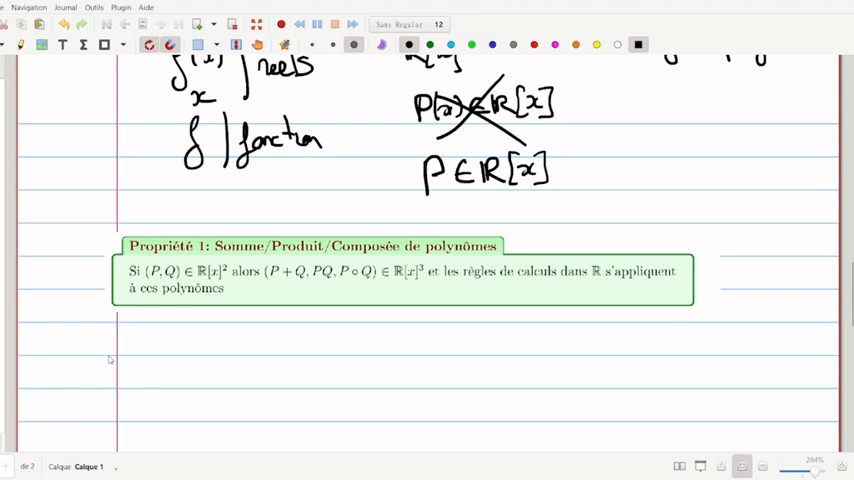 Navigation Journal Outils Plugin Aide
Sans Regular 12
f(x) | réels
x
P(x) ∈ ℝ[x]
f | fonction
P ∈ ℝ[x]
Propriété 1: Somme/Produit/Composée de polynômes
Si (P, Q) ∈ ℝ[x]² alors (P + Q, PQ, P ∘ Q) ∈ ℝ[x]³ et les règles de calculs dans ℝ s'appliquent
à ces polynômes
284%
de 2 Calque Calque 1